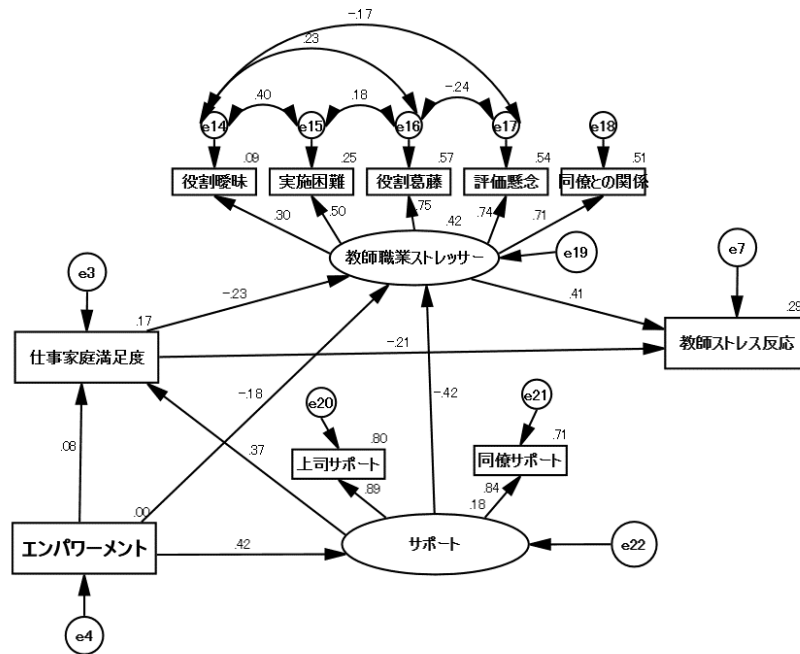 -.17
.23
.40
.18
-.24
e14
e15
e16
e17
e18
.09
.25
.57
.54
.51
役割曖昧
実施困難
役割葛藤
評価懸念
同僚との関係
.30
.50
.75
.74
.71
.42
教師職業ストレッサー
e19
e3
e7
-.23
.41
.17
.29
仕事家庭満足度
-.21
教師ストレス反応
-.18
-.42
e20
e21
.80
.71
上司サポート
同僚サポート
.08
.37
.89
.84
.18
.00
エンパワーメント
.42
サポート
e22
e4